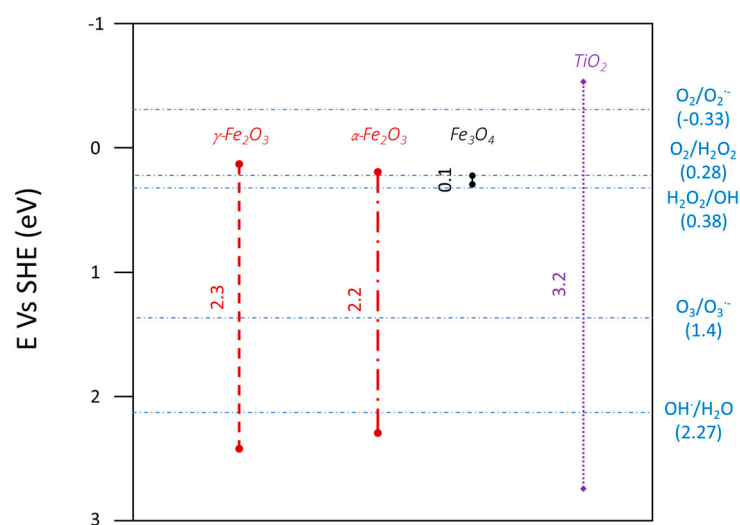 -1
0
1
2
3
E Vs SHE (eV)
γ-Fe₂O₃
α-Fe₂O₃
Fe₃O₄
TiO₂
2.3
2.2
0.1
3.2
O₂/O₂˙⁻
(-0.33)
O₂/H₂O₂
(0.28)
H₂O₂/OH
(0.38)
O₃/O₃˙⁻
(1.4)
OH˙/H₂O
(2.27)